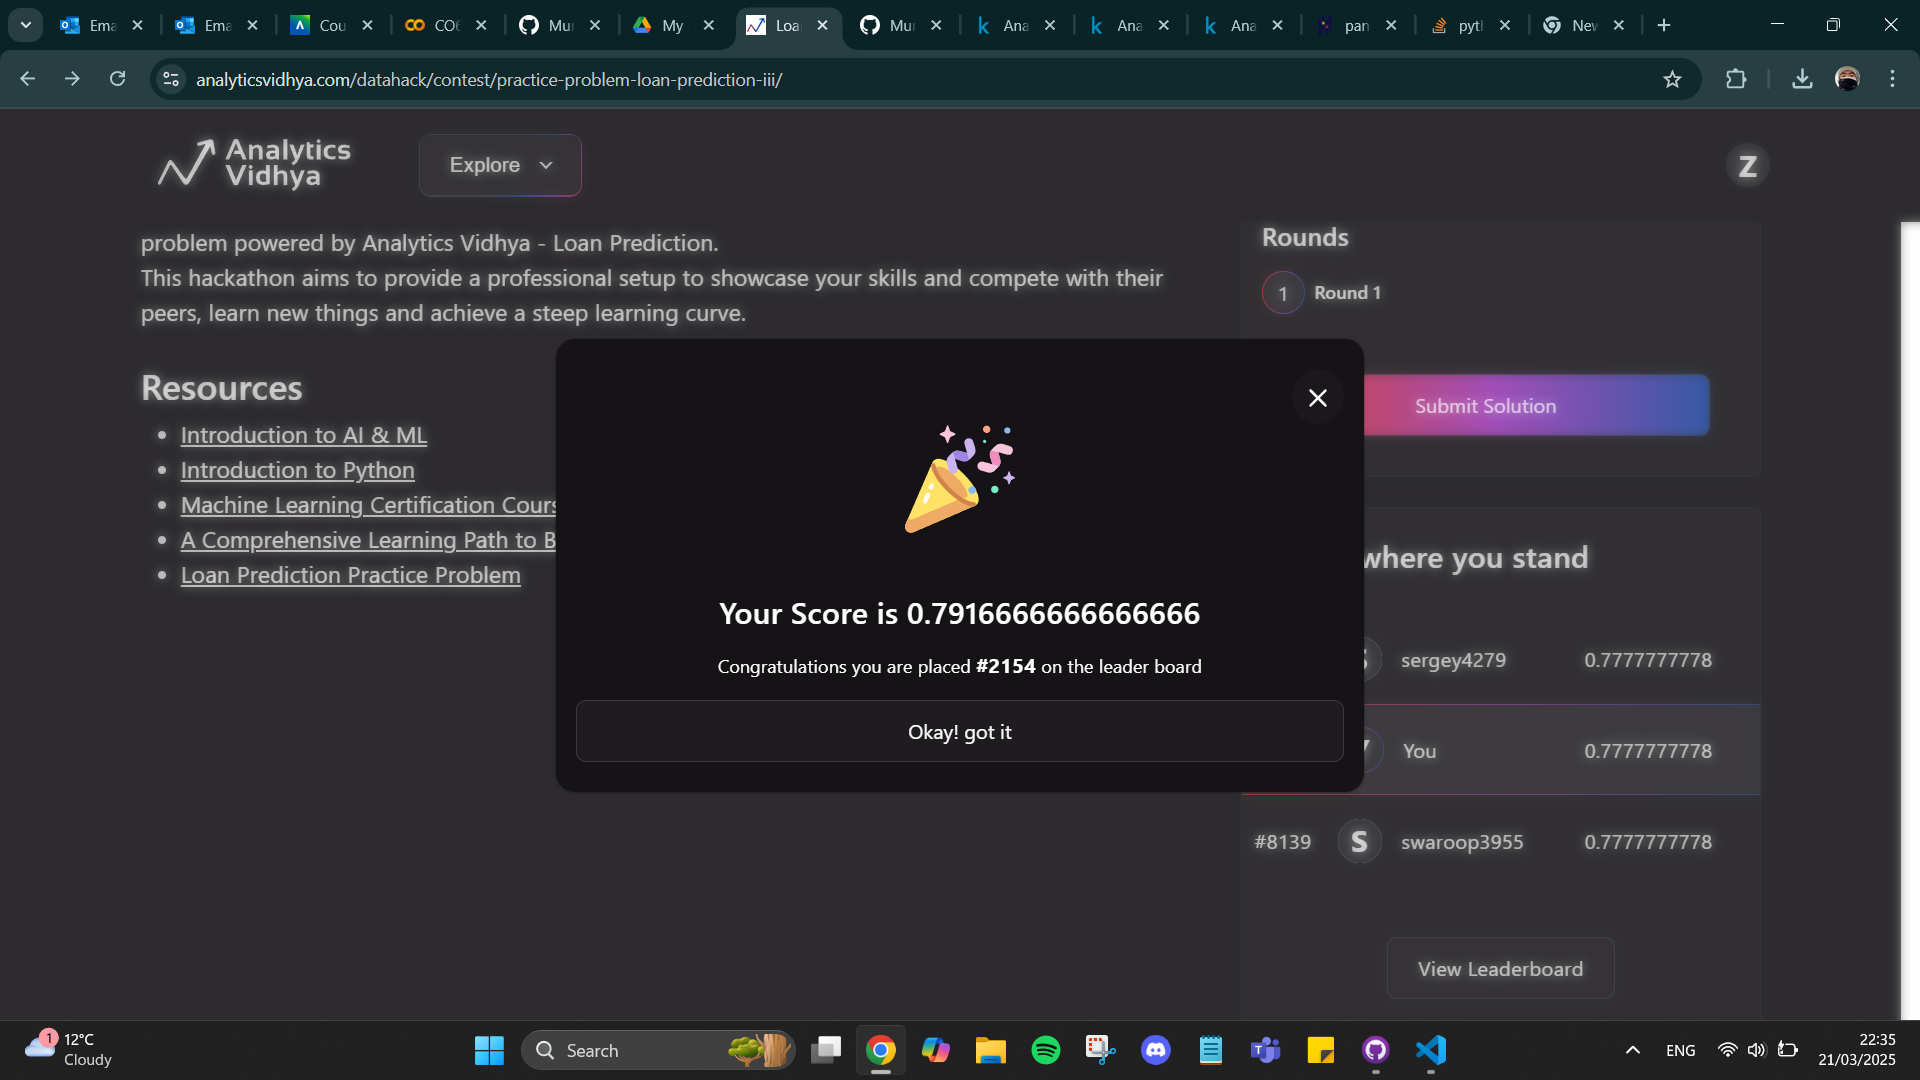 Ema
Ema
Cou
CO6
Mu
My
Loa
Mu
Ana
Ana
Ana
pan
pyt
Nev
analyticsvidhya.com/datahack/contest/practice-problem-loan-prediction-iii/
Analytics
Vidhya
Explore
Z
problem powered by Analytics Vidhya - Loan Prediction.
This hackathon aims to provide a professional setup to showcase your skills and compete with their
peers, learn new things and achieve a steep learning curve.
Resources
Introduction to AI & ML
Introduction to Python
Machine Learning Certification Cours
A Comprehensive Learning Path to B
Loan Prediction Practice Problem
Rounds
1 Round 1
Submit Solution
Your Score is 0.7916666666666666
Congratulations you are placed #2154 on the leader board
Okay! got it
where you stand
sergey4279 0.7777777778
You 0.7777777778
#8139 S swaroop3955 0.7777777778
View Leaderboard
1
12°C
Cloudy
Search
ENG
22:35
21/03/2025